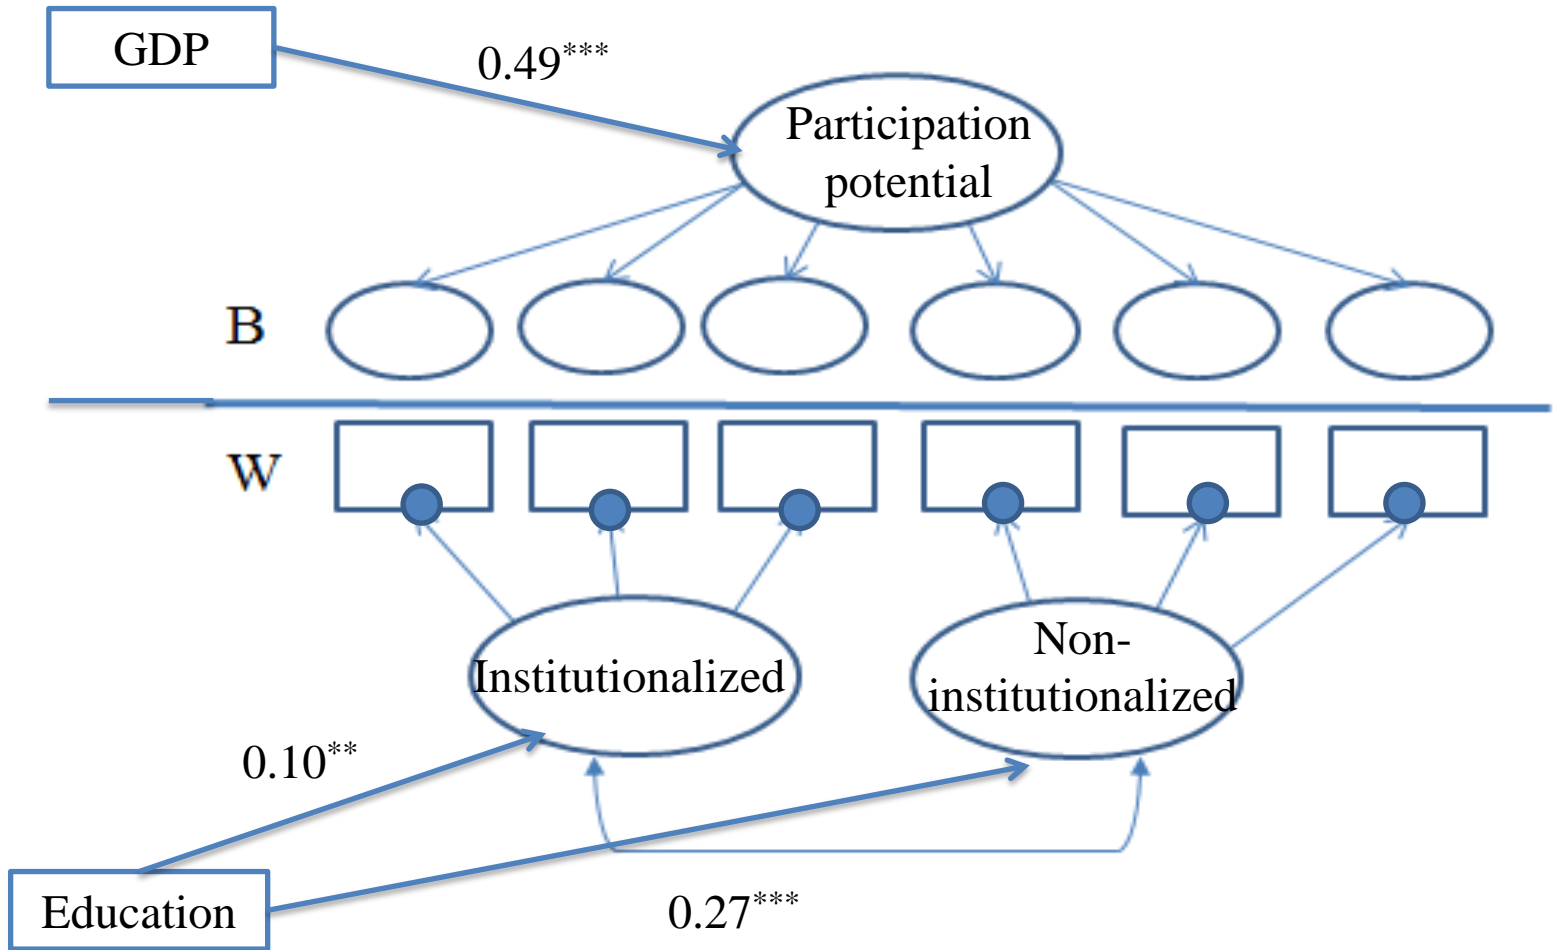 GDP
0.49***
Participation
potential
B
W
Institutionalized
Non-
institutionalized
0.10**
Education
0.27***